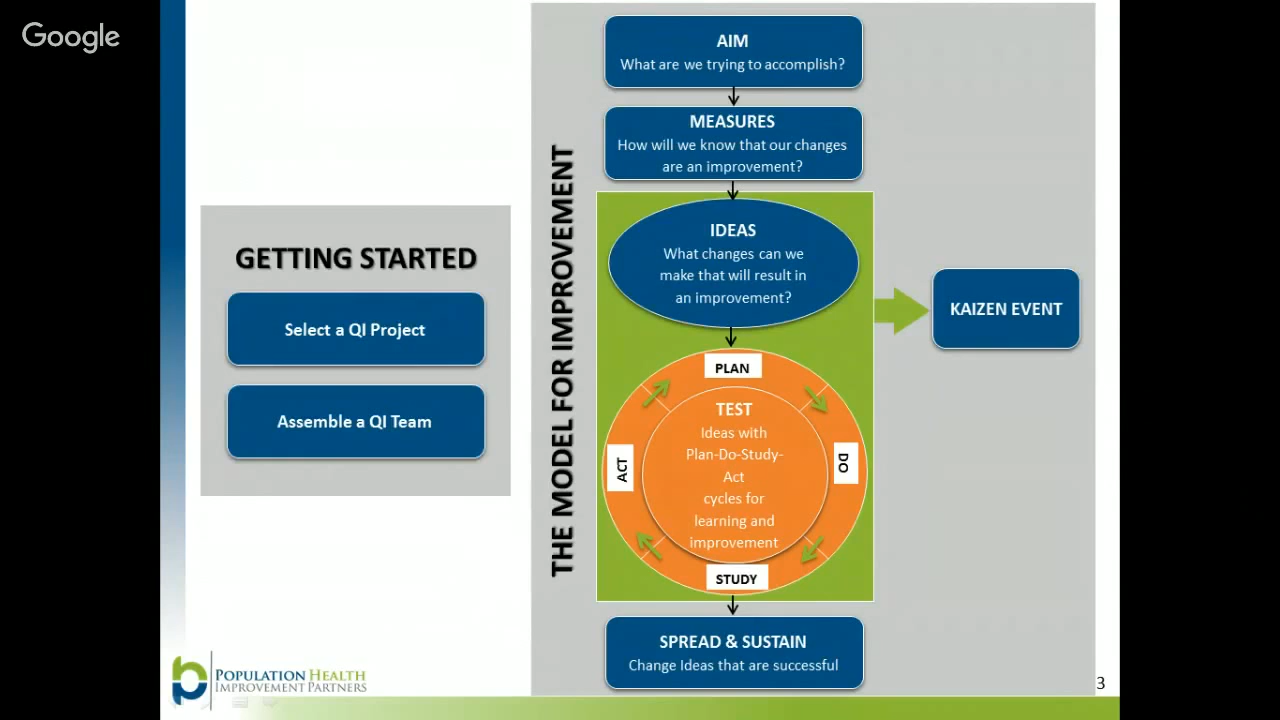 Google
GETTING STARTED
Select a QI Project
Assemble a QI Team
THE MODEL FOR IMPROVEMENT
AIM
What are we trying to accomplish?
MEASURES
How will we know that our changes
are an improvement?
IDEAS
What changes can we
make that will result in
an improvement?
PLAN
DO
STUDY
ACT
TEST
Ideas with
Plan-Do-Study-
Act
cycles for
learning and
improvement
SPREAD & SUSTAIN
Change Ideas that are successful
KAIZEN EVENT
POPULATION HEALTH
IMPROVEMENT PARTNERS
3